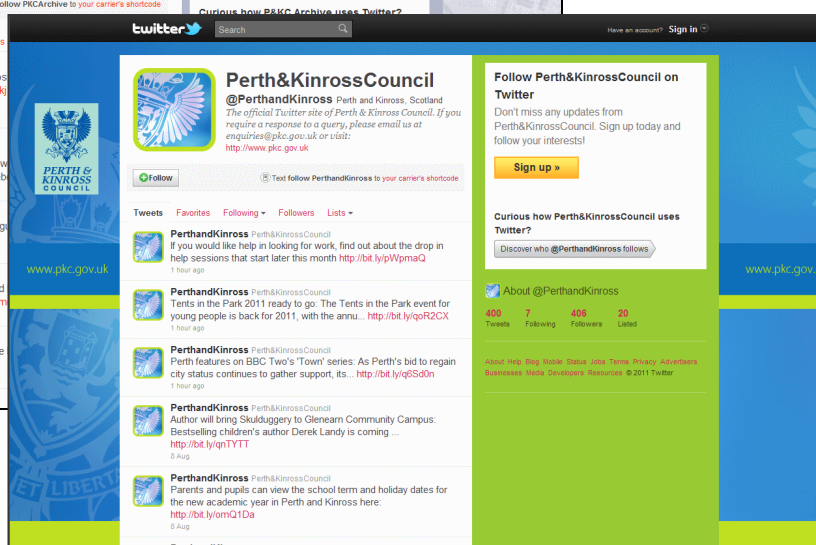 ollow PKCArchive to your carrier's shortcode
Curious how P&KC Archive uses Twitter?
twitter
Search
Have an account? Sign in
PERTH &
KINROSS
COUNCIL
www.pkc.gov.uk
Perth&KinrossCouncil
@PerthandKinross Perth and Kinross, Scotland
The official Twitter site of Perth & Kinross Council. If you
require a response to a query, please email us at
enquiries@pkc.gov.uk or visit:
http://www.pkc.gov.uk
Follow
Text follow PerthandKinross to your carrier's shortcode
Tweets Favorites Following Followers Lists
PerthandKinross Perth&KinrossCouncil
If you would like help in looking for work, find out about the drop in
help sessions that start later this month http://bit.ly/pWpmaQ
1 hour ago
PerthandKinross Perth&KinrossCouncil
Tents in the Park 2011 ready to go: The Tents in the Park event for
young people is back for 2011, with the annu... http://bit.ly/qoR2CX
1 hour ago
PerthandKinross Perth&KinrossCouncil
Perth features on BBC Two's 'Town' series: As Perth's bid to regain
city status continues to gather support, its... http://bit.ly/q6Sd0n
1 hour ago
PerthandKinross Perth&KinrossCouncil
Author will bring Skulduggery to Glenearn Community Campus:
Bestselling children's author Derek Landy is coming ...
http://bit.ly/qnTYTT
8 Aug
PerthandKinross Perth&KinrossCouncil
Parents and pupils can view the school term and holiday dates for
the new academic year in Perth and Kinross here:
http://bit.ly/omQ1Da
8 Aug
Follow Perth&KinrossCouncil on
Twitter
Don't miss any updates from
Perth&KinrossCouncil. Sign up today and
follow your interests!
Sign up »
Curious how Perth&KinrossCouncil uses
Twitter?
Discover who @PerthandKinross follows
About @PerthandKinross
400 7 406 20
Tweets Following Followers Listed
About Help Blog Mobile Status Jobs Terms Privacy Advertisers
Businesses Media Developers Resources © 2011 Twitter
www.pkc.gov.
ET LIBERTA